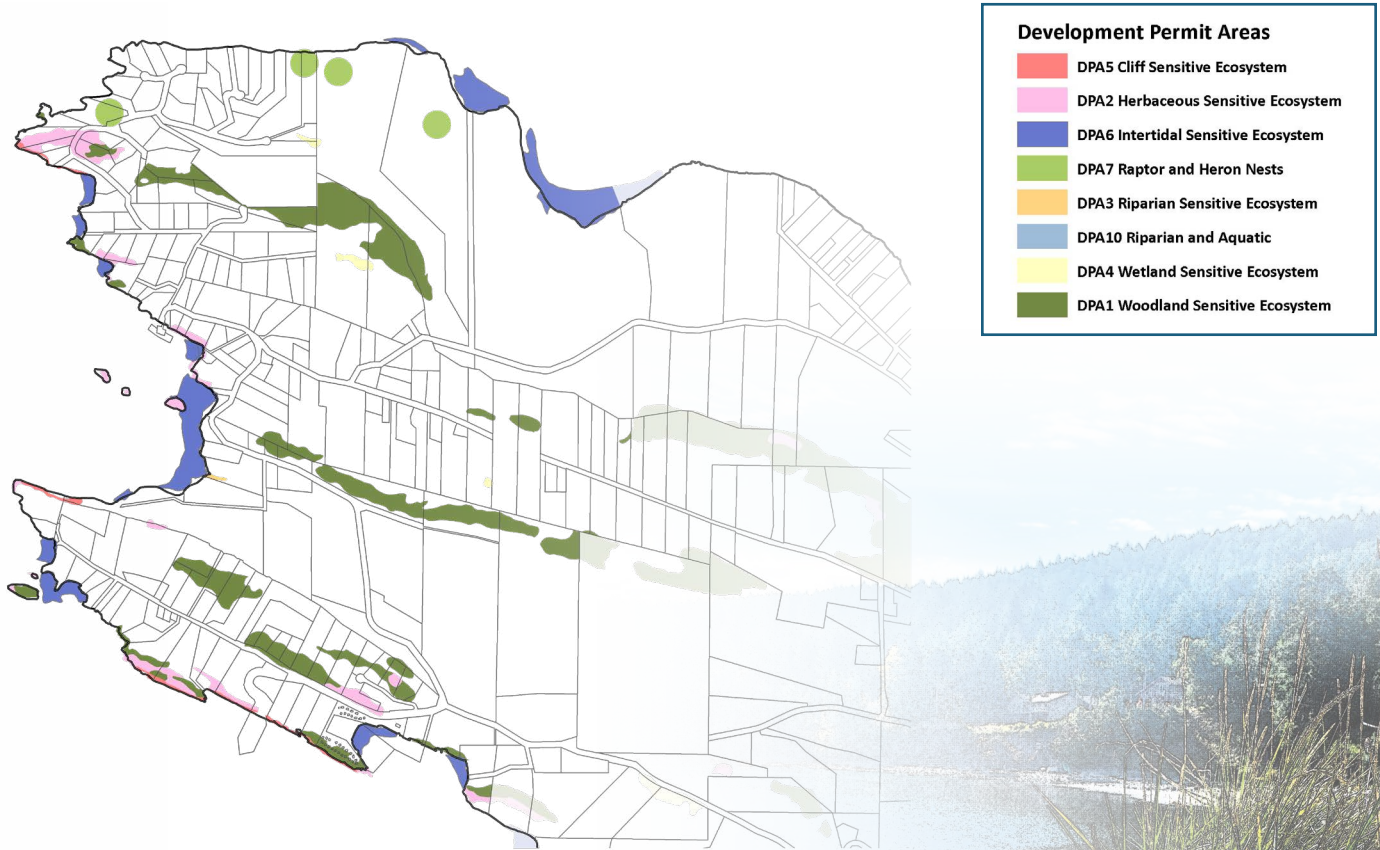 Development Permit Areas
DPA5 Cliff Sensitive Ecosystem
DPA2 Herbaceous Sensitive Ecosystem
DPA6 Intertidal Sensitive Ecosystem
DPA7 Raptor and Heron Nests
DPA3 Riparian Sensitive Ecosystem
DPA10 Riparian and Aquatic
DPA4 Wetland Sensitive Ecosystem
DPA1 Woodland Sensitive Ecosystem